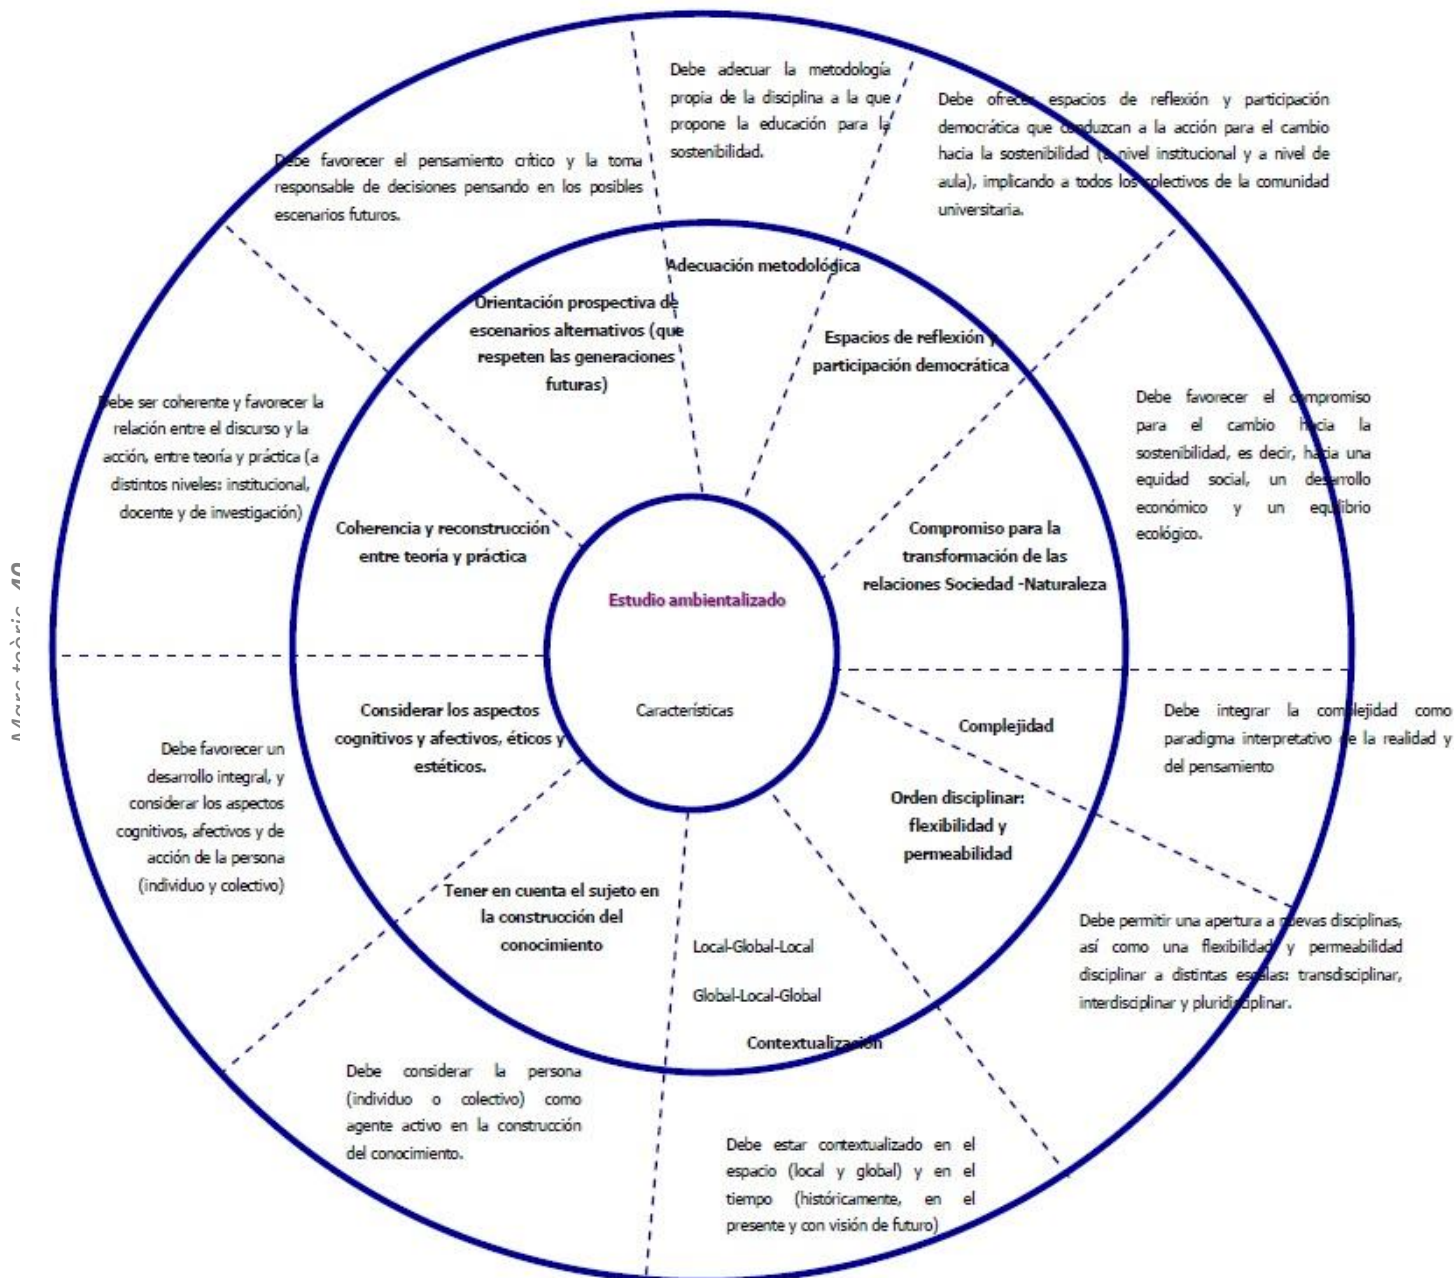 Debe adecuar la metodología
propia de la disciplina a la que
propone la educación para la
sostenibilidad.
Debe ofrecer espacios de reflexión y participación
democrática que conduzcan a la acción para el cambio
hacia la sostenibilidad (a nivel institucional y a nivel de
aula), implicando a todos los colectivos de la comunidad
universitaria.
Debe favorecer el pensamiento crítico y la toma
responsable de decisiones pensando en los posibles
escenarios futuros.
Adecuación metodológica
Orientación prospectiva de
escenarios alternativos (que
respeten las generaciones
futuras)
Espacios de reflexión y
participación democrática
Debe ser coherente y favorecer la
relación entre el discurso y la
acción, entre teoría y práctica (a
distintos niveles: institucional,
docente y de investigación)
Debe favorecer el compromiso
para el cambio hacia la
sostenibilidad, es decir, hacia una
equidad social, un desarrollo
económico y un equilibrio
ecológico.
Coherencia y reconstrucción
entre teoría y práctica
Compromiso para la
transformación de las
relaciones Sociedad -Naturaleza
Estudio ambientalizado
Características
Marc teòric 40
Considerar los aspectos
cognitivos y afectivos, éticos y
estéticos.
Complejidad
Debe integrar la complejidad como
paradigma interpretativo de la realidad y
del pensamiento
Debe favorecer un
desarrollo integral, y
considerar los aspectos
cognitivos, afectivos y de
acción de la persona
(individuo y colectivo)
Orden disciplinar:
flexibilidad y
permeabilidad
Tener en cuenta el sujeto en
la construcción del
conocimiento
Local-Global-Local
Global-Local-Global
Contextualización
Debe permitir una apertura a nuevas disciplinas,
así como una flexibilidad y permeabilidad
disciplinar a distintas escalas: transdisciplinar,
interdisciplinar y pluridisciplinar.
Debe considerar la persona
(individuo o colectivo) como
agente activo en la construcción
del conocimiento.
Debe estar contextualizado en el
espacio (local y global) y en el
tiempo (históricamente, en el
presente y con visión de futuro)